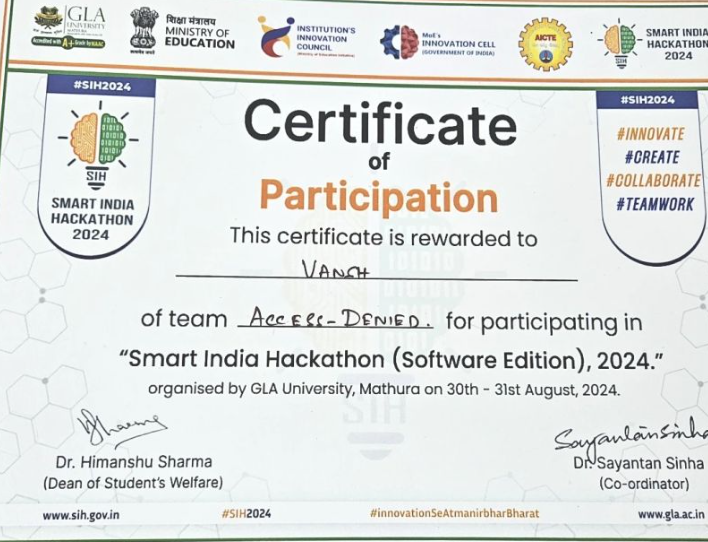 GLA
UNIVERSITY
Accredited with A+ Grade by NAAC
शिक्षा मंत्रालय
MINISTRY OF
EDUCATION
INSTITUTION'S
INNOVATION
COUNCIL
(Ministry of Education Initiative)
MoE's
INNOVATION CELL
(GOVERNMENT OF INDIA)
AICTE
SIH
SMART INDIA
HACKATHON
2024
#SIH2024
SIH
SMART INDIA
HACKATHON
2024
#SIH2024
#INNOVATE
#CREATE
#COLLABORATE
#TEAMWORK
Certificate
of
Participation
This certificate is rewarded to
VANSH
of team ACCESS-DENIED. for participating in
“Smart India Hackathon (Software Edition), 2024.”
organised by GLA University, Mathura on 30th - 31st August, 2024.
SIH
HSharma
Dr. Himanshu Sharma
(Dean of Student's Welfare)
Sayantan Sinha
Dr. Sayantan Sinha
(Co-ordinator)
www.sih.gov.in #SIH2024 #innovationSeAtmanirbharBharat www.gla.ac.in